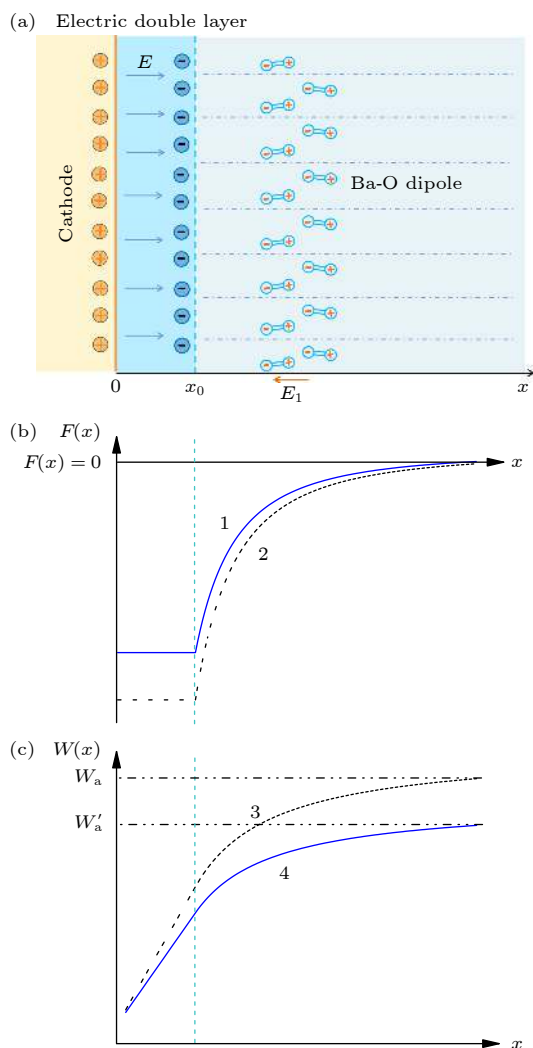 (a) Electric double layer
E
Cathode
Ba-O dipole
0
x₀
E₁
x
(b) F(x)
F(x) = 0
x
1
2
(c) W(x)
Wₐ
W′ₐ
3
4
x